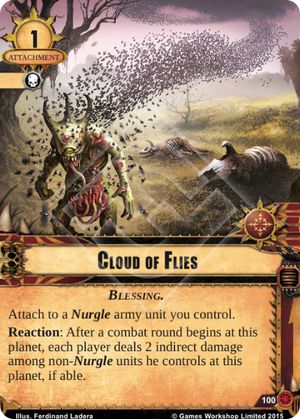 1
ATTACHMENT
CLOUD OF FLIES
BLESSING.
Attach to a Nurgle army unit you control.
Reaction: After a combat round begins at this
planet, each player deals 2 indirect damage
among non-Nurgle units he controls at this
planet, if able.
100
Illus. Ferdinand Ladera
© Games Workshop Limited 2015